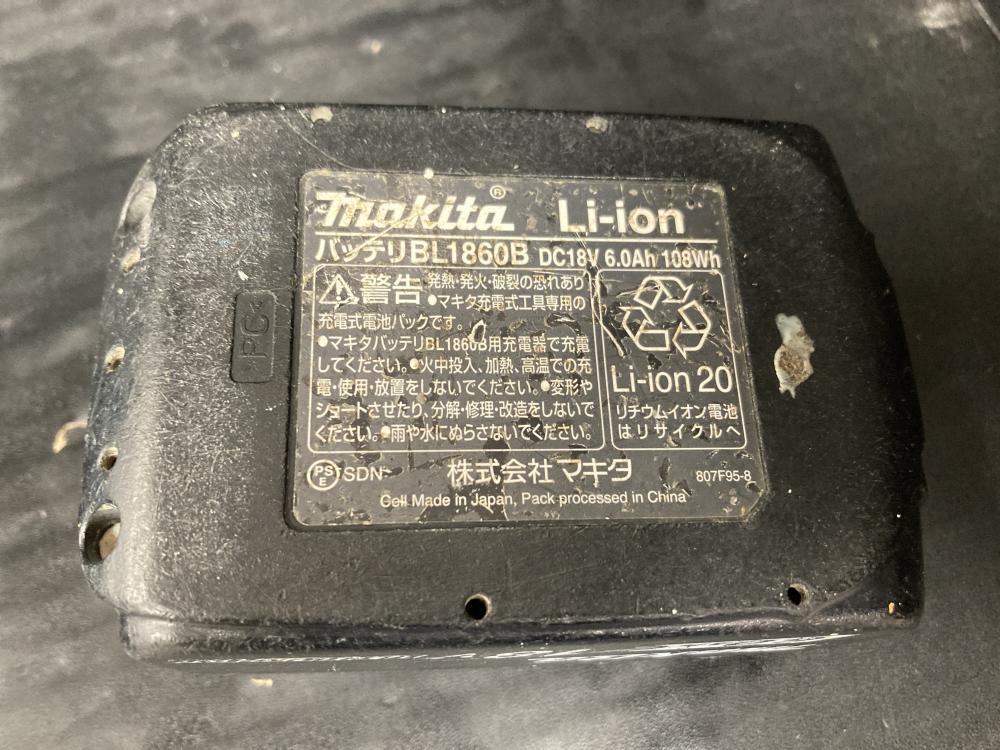 makita® Li-ion
バッテリBL1860B DC18V 6.0Ah 108Wh
警告 発熱・発火・破裂の恐れあり
●マキタ充電式工具専用の
充電式電池パックです。
●マキタバッテリBL1860B用充電器で充電
してください。●火中投入、加熱、高温での充
電・使用・放置をしないでください。●変形や
ショートさせたり、分解・修理・改造をしないで
ください。●雨や水にぬらさないでください。
Li-ion 20
リチウムイオン電池
はリサイクルへ
PSE SDN
株式会社マキタ
807F95-8
Cell Made in Japan, Pack processed in China
>PC<